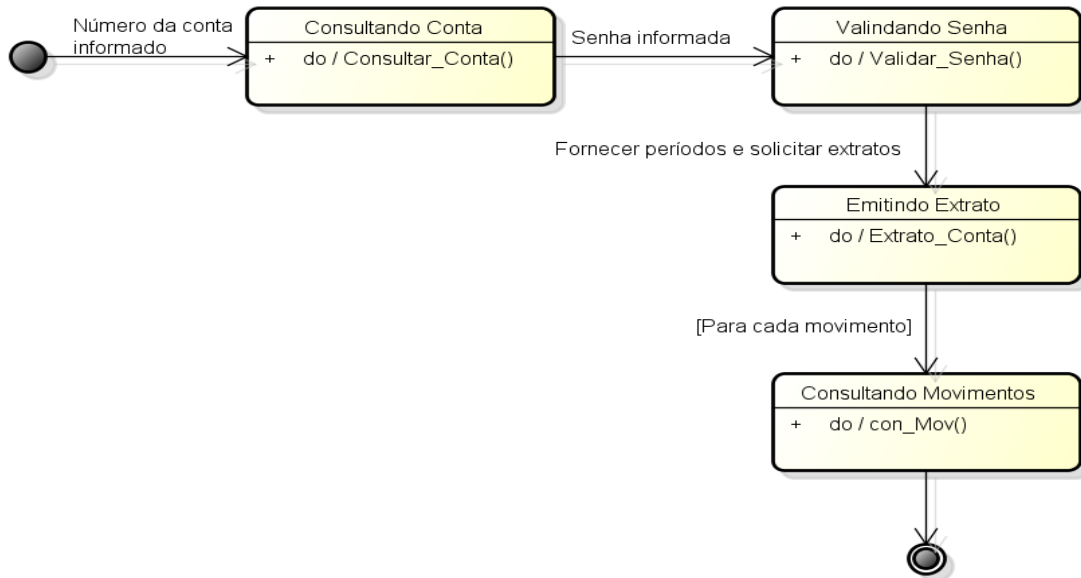 Número da conta
informado
Consultando Conta
+ do / Consultar_Conta()
Senha informada
Valindando Senha
+ do / Validar_Senha()
Fornecer períodos e solicitar extratos
Emitindo Extrato
+ do / Extrato_Conta()
[Para cada movimento]
Consultando Movimentos
+ do / con_Mov()